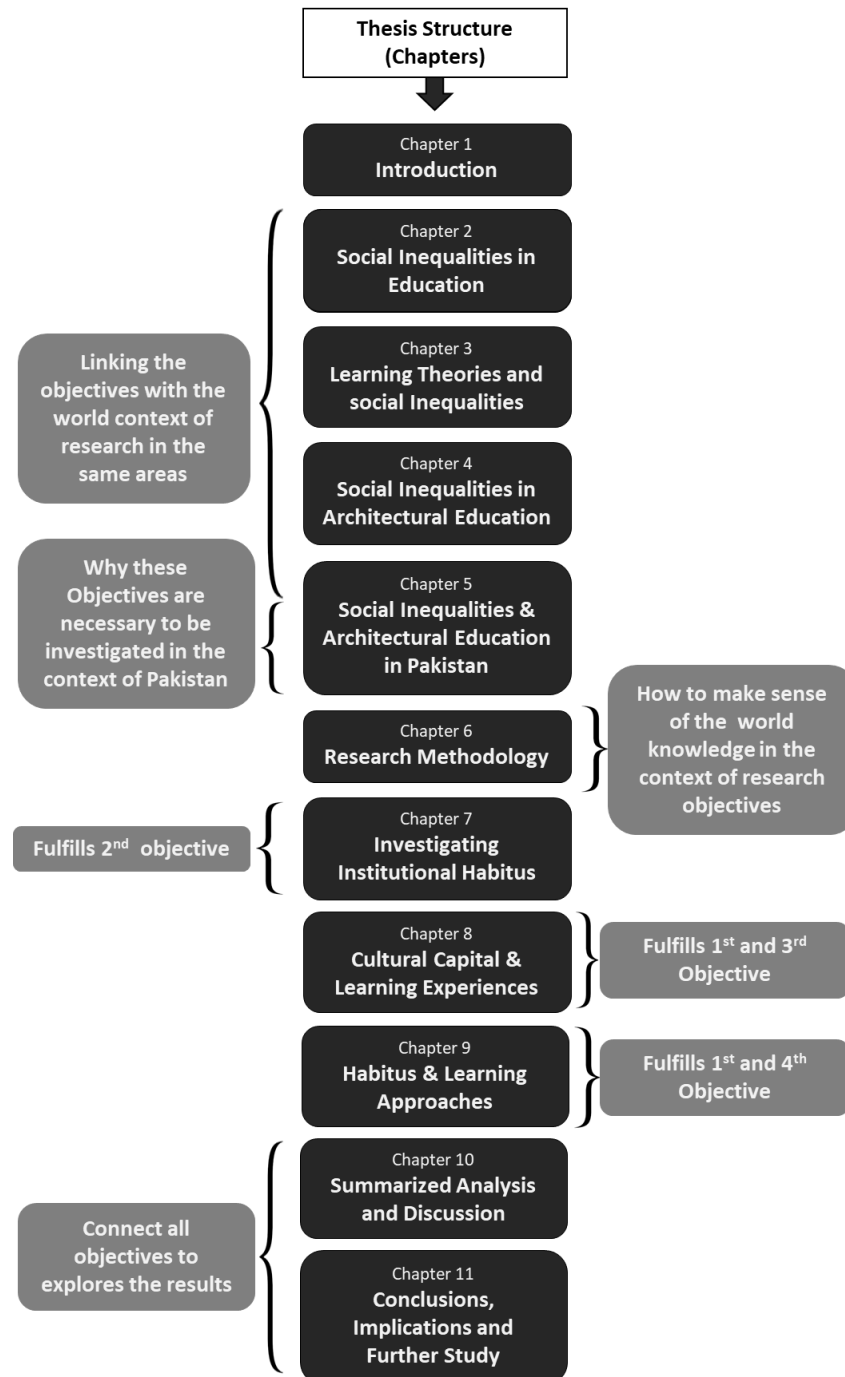 Thesis Structure
(Chapters)
Chapter 1
Introduction
Chapter 2
Social Inequalities in
Education
Chapter 3
Learning Theories and
social Inequalities
Chapter 4
Social Inequalities in
Architectural Education
Linking the
objectives with the
world context of
research in the
same areas
Chapter 5
Social Inequalities &
Architectural Education
in Pakistan
Why these
Objectives are
necessary to be
investigated in the
context of Pakistan
Chapter 6
Research Methodology
How to make sense
of the world
knowledge in the
context of research
objectives
Chapter 7
Investigating
Institutional Habitus
Fulfills 2nd objective
Chapter 8
Cultural Capital &
Learning Experiences
Fulfills 1st and 3rd
Objective
Chapter 9
Habitus & Learning
Approaches
Fulfills 1st and 4th
Objective
Chapter 10
Summarized Analysis
and Discussion
Chapter 11
Conclusions,
Implications and
Further Study
Connect all
objectives to
explores the results